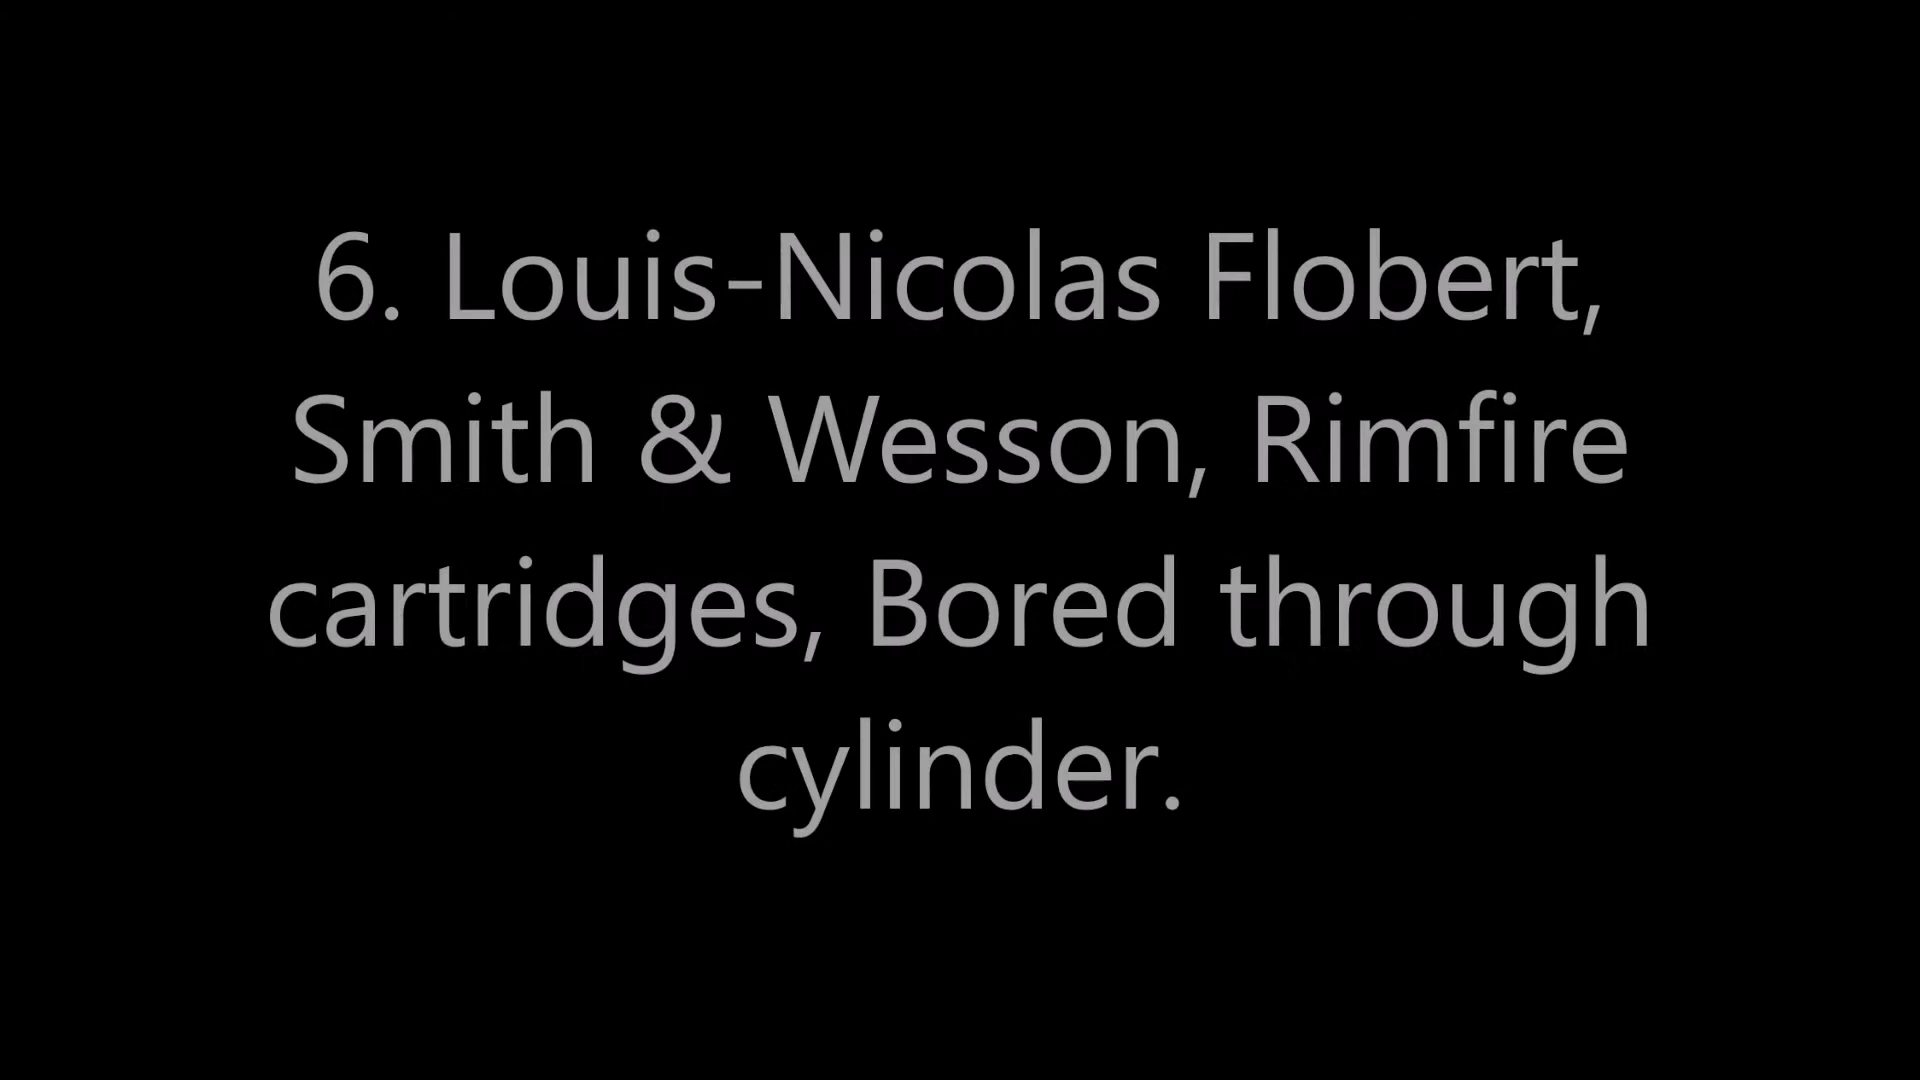 6. Louis-Nicolas Flobert,
Smith & Wesson, Rimfire
cartridges, Bored through
cylinder.